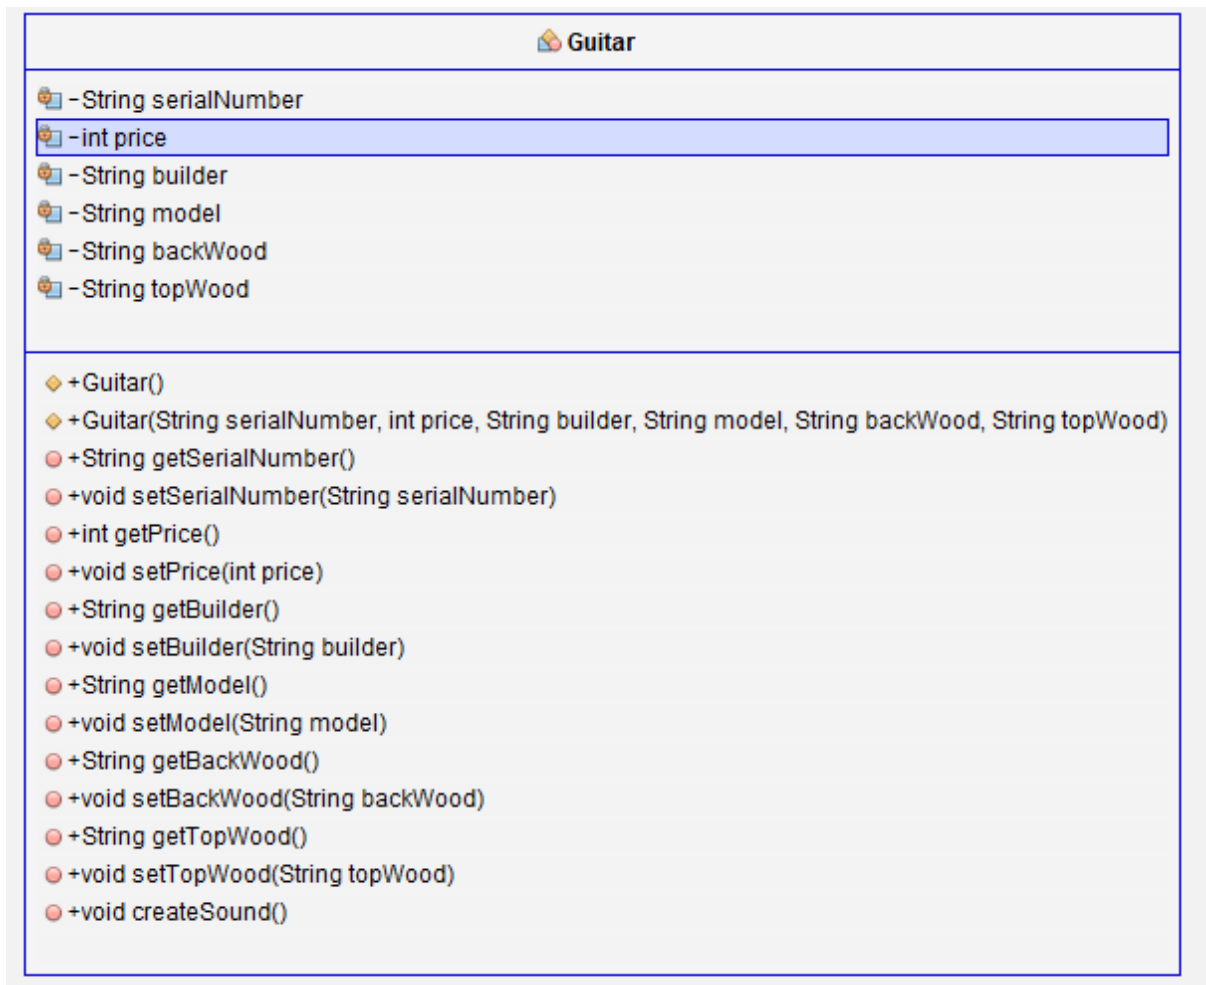 Guitar
-String serialNumber
-int price
-String builder
-String model
-String backWood
-String topWood
+Guitar()
+Guitar(String serialNumber, int price, String builder, String model, String backWood, String topWood)
+String getSerialNumber()
+void setSerialNumber(String serialNumber)
+int getPrice()
+void setPrice(int price)
+String getBuilder()
+void setBuilder(String builder)
+String getModel()
+void setModel(String model)
+String getBackWood()
+void setBackWood(String backWood)
+String getTopWood()
+void setTopWood(String topWood)
+void createSound()